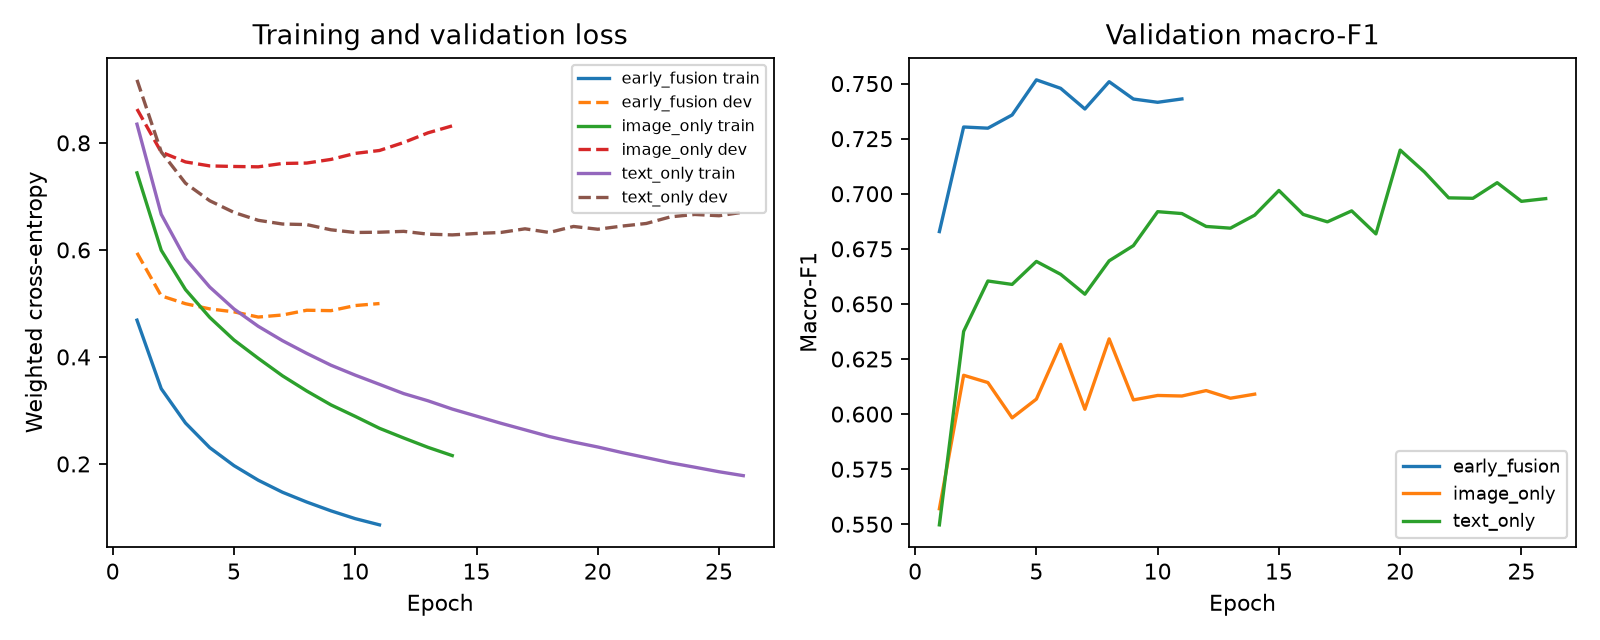 Training and validation loss
Weighted cross-entropy
0.8
0.6
0.4
0.2
early_fusion train
early_fusion dev
image_only train
image_only dev
text_only train
text_only dev
0 5 10 15 20 25
Epoch
Validation macro-F1
Macro-F1
0.750
0.725
0.700
0.675
0.650
0.625
0.600
0.575
0.550
early_fusion
image_only
text_only
0 5 10 15 20 25
Epoch